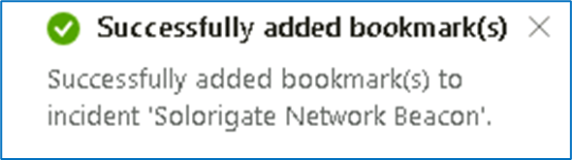 Successfully added bookmark(s)
Successfully added bookmark(s) to
incident 'Solorigate Network Beacon'.